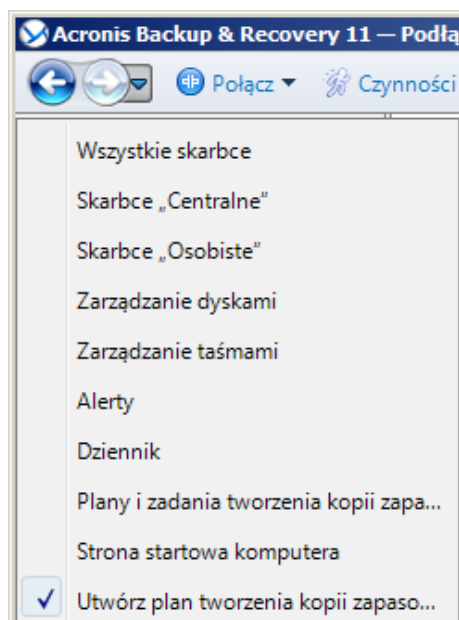 Acronis Backup & Recovery 11 — Podłą
Połącz Czynności
Wszystkie skarbce
Skarbce „Centralne"
Skarbce „Osobiste"
Zarządzanie dyskami
Zarządzanie taśmami
Alerty
Dziennik
Plany i zadania tworzenia kopii zapa...
Strona startowa komputera
Utwórz plan tworzenia kopii zapaso...